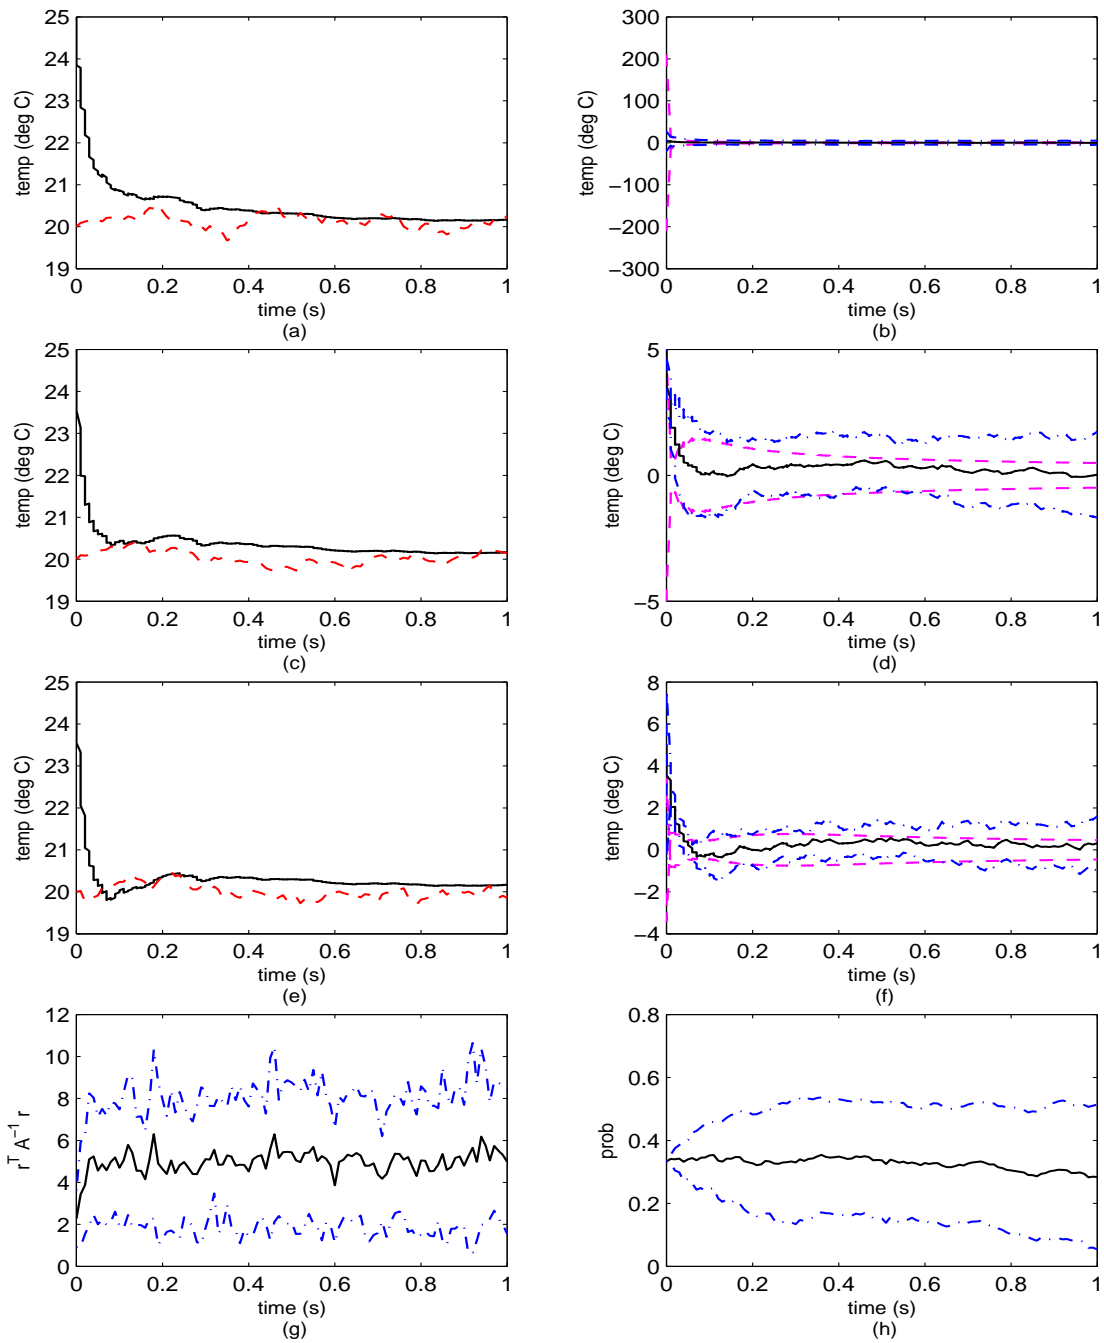 25
24
23
22
21
20
19
temp (deg C)
0 0.2 0.4 0.6 0.8 1
time (s)
(a)
300
200
100
0
−100
−200
−300
temp (deg C)
0 0.2 0.4 0.6 0.8 1
time (s)
(b)
25
24
23
22
21
20
19
temp (deg C)
0 0.2 0.4 0.6 0.8 1
time (s)
(c)
5
0
−5
temp (deg C)
0 0.2 0.4 0.6 0.8 1
time (s)
(d)
25
24
23
22
21
20
19
temp (deg C)
0 0.2 0.4 0.6 0.8 1
time (s)
(e)
8
6
4
2
0
−2
−4
temp (deg C)
0 0.2 0.4 0.6 0.8 1
time (s)
(f)
12
10
8
6
4
2
0
r^T A^−1 r
0 0.2 0.4 0.6 0.8 1
time (s)
(g)
0.8
0.6
0.4
0.2
0
prob
0 0.2 0.4 0.6 0.8 1
time (s)
(h)